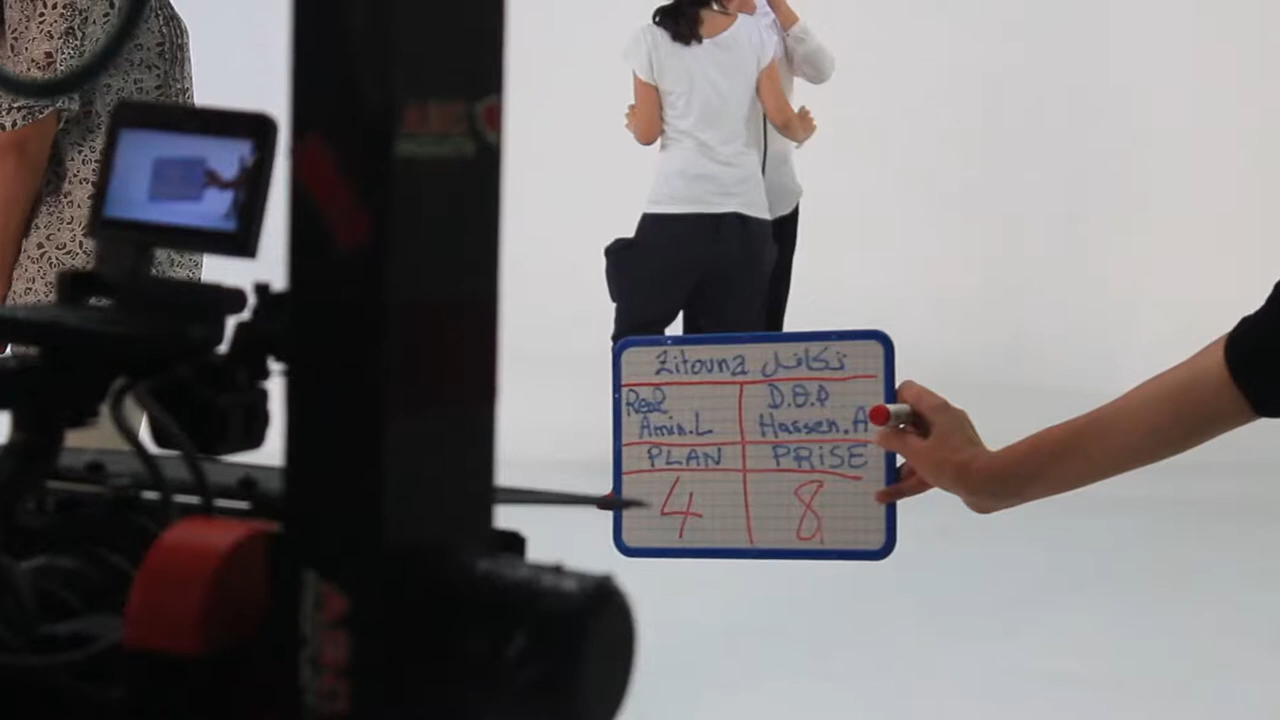 Zitouna تكافل
Real D.O.P
Amin.L Hassen.A
PLAN PRISE
4 8